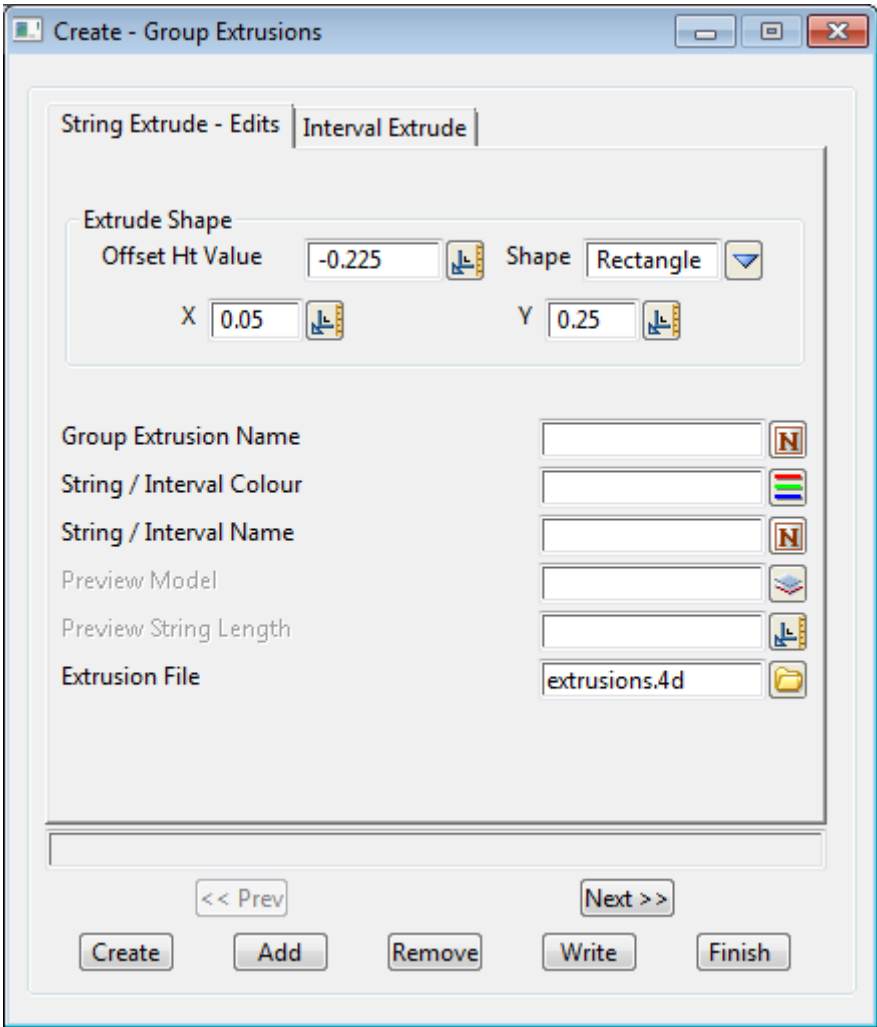 Create - Group Extrusions
String Extrude - Edits Interval Extrude
Extrude Shape
Offset Ht Value -0.225 Shape Rectangle
X 0.05 Y 0.25
Group Extrusion Name N
String / Interval Colour
String / Interval Name N
Preview Model
Preview String Length
Extrusion File extrusions.4d
<< Prev Next >>
Create Add Remove Write Finish